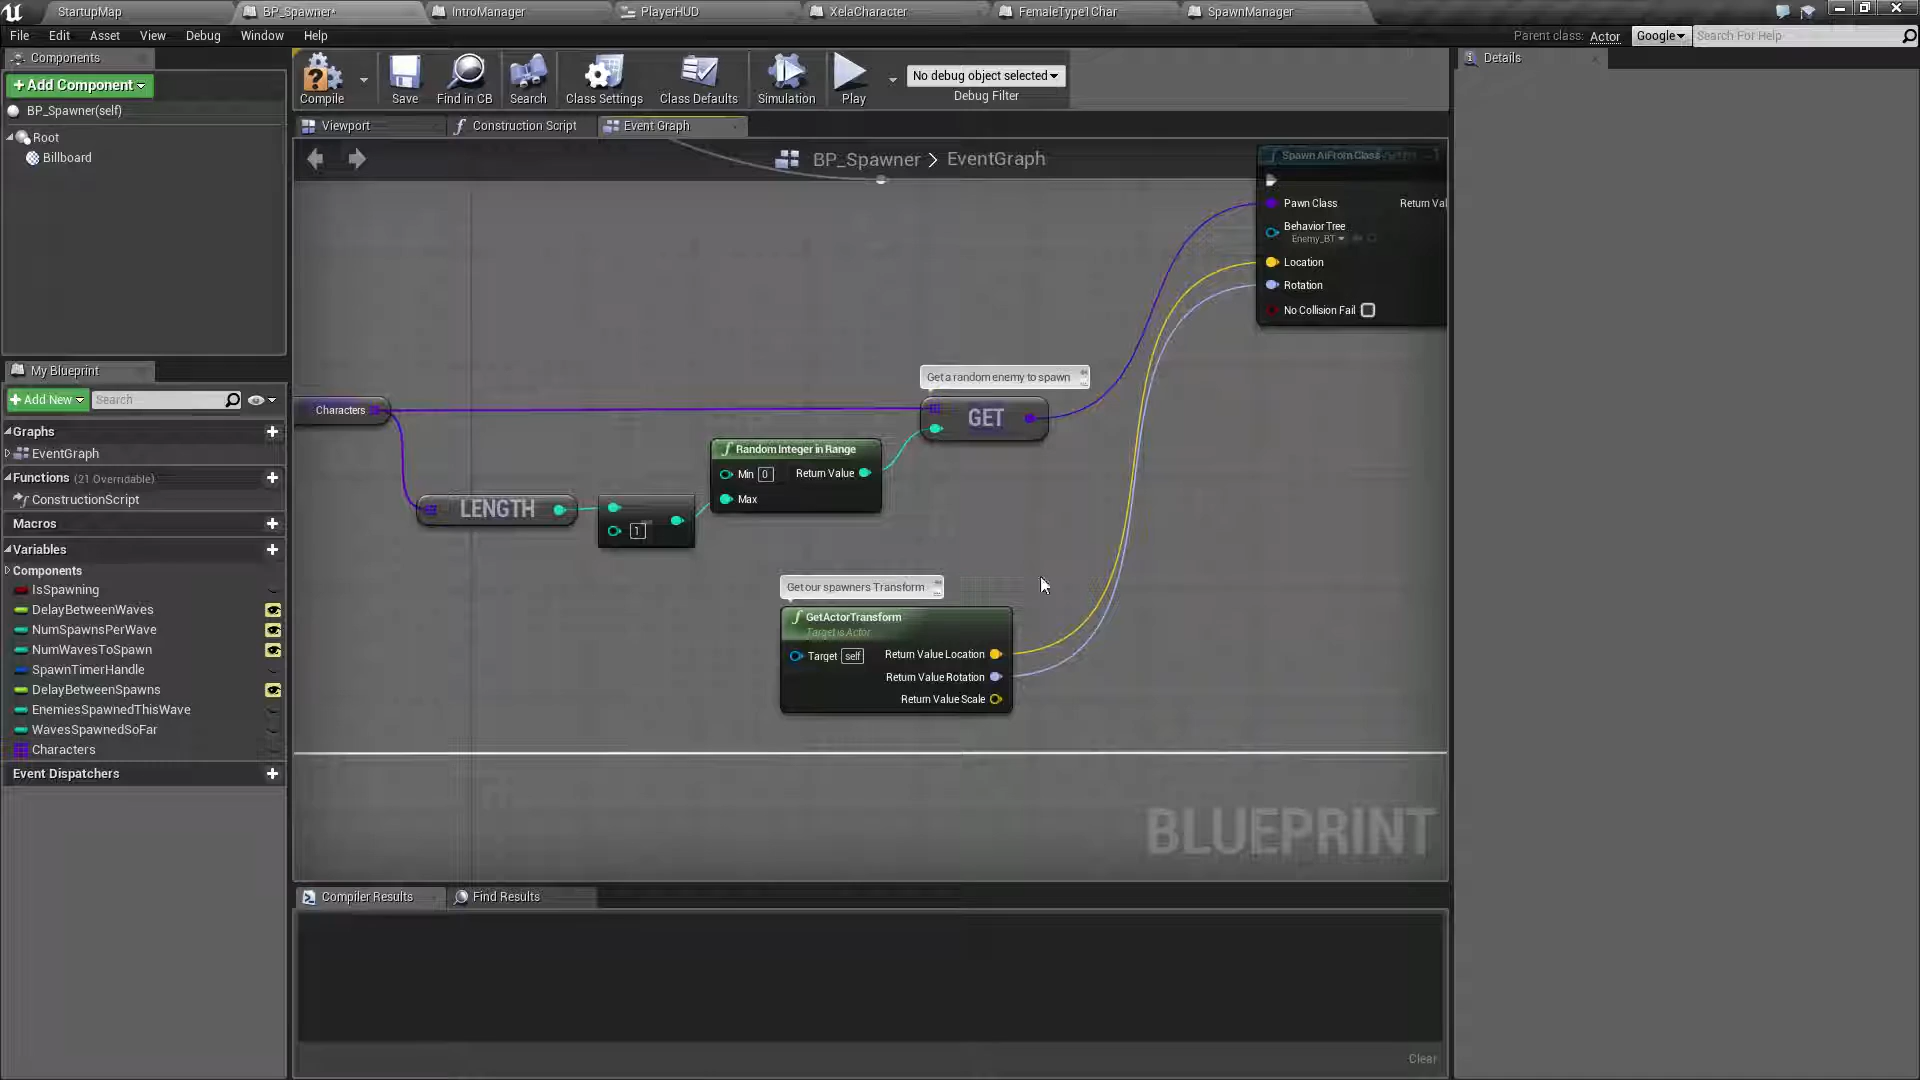 StartupMap
BP_Spawner*
IntroManager
PlayerHUD
XelaCharacter
FemaleType1Char
SpawnManager
File Edit Asset View Debug Window Help
Parent class: Actor
Google
Search For Help
Components
+Add Component
BP_Spawner(self)
Root
Billboard
Compile
Save
Find in CB
Search
Class Settings
Class Defaults
Simulation
Play
No debug object selected
Debug Filter
Details
Viewport
Construction Script
Event Graph
BP_Spawner > EventGraph
Spawn AIFrom Class
Pawn Class
Return Val
Behavior Tree
Enemy_BT
Location
Rotation
No Collision Fail
My Blueprint
+Add New
Search
Graphs
EventGraph
Functions (21 Overridable)
ConstructionScript
Macros
Variables
Components
IsSpawning
DelayBetweenWaves
NumSpawnsPerWave
NumWavesToSpawn
SpawnTimerHandle
DelayBetweenSpawns
EnemiesSpawnedThisWave
WavesSpawnedSoFar
Characters
Event Dispatchers
Get a random enemy to spawn
Characters
GET
Random Integer in Range
Min 0
Return Value
Max
LENGTH
1
Get our spawners Transform
GetActorTransform
Target is Actor
Target self
Return Value Location
Return Value Rotation
Return Value Scale
BLUEPRINT
Compiler Results
Find Results
Clear